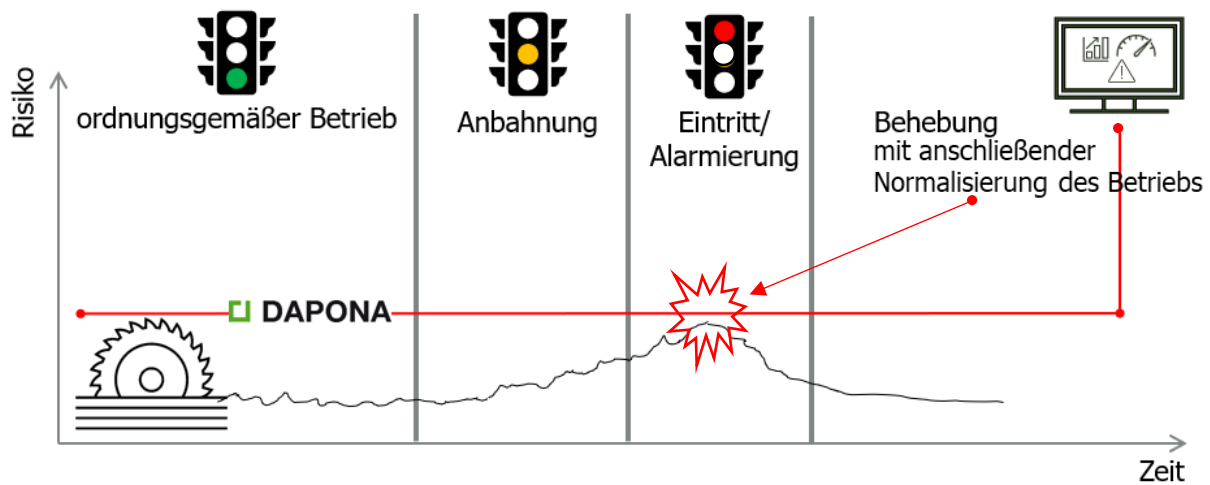 Risiko
ordnungsgemäßer Betrieb
Anbahnung
Eintritt/
Alarmierung
Behebung
mit anschließender
Normalisierung des Betriebs
DAPONA
Zeit